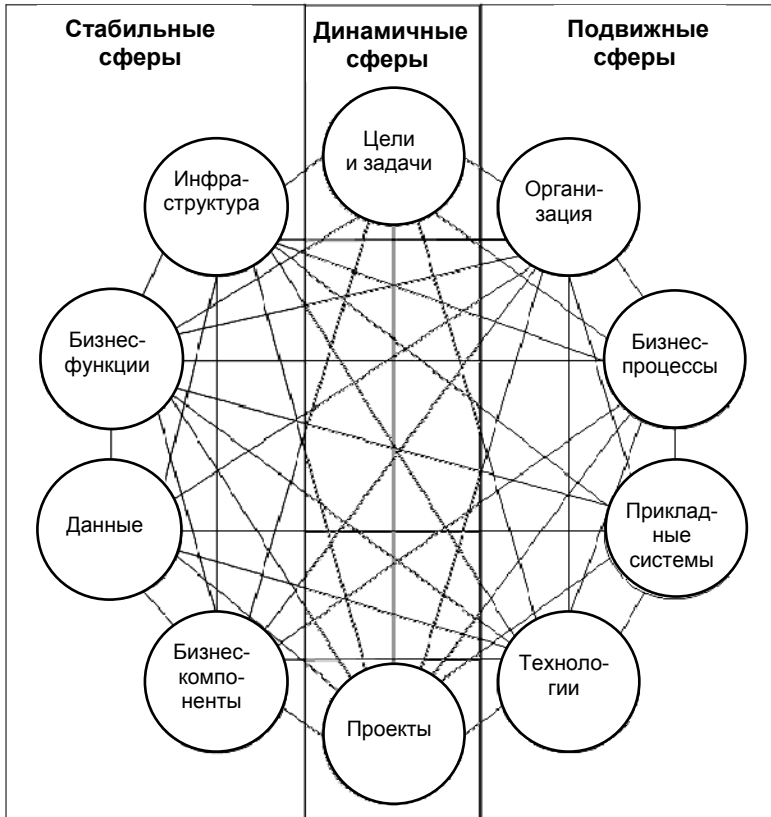 Стабильные
сферы
Динамичные
сферы
Подвижные
сферы
Цели
и задачи
Инфра-
структура
Органи-
зация
Бизнес-
функции
Бизнес-
процессы
Данные
Приклад-
ные
системы
Бизнес-
компо-
ненты
Проекты
Техноло-
гии